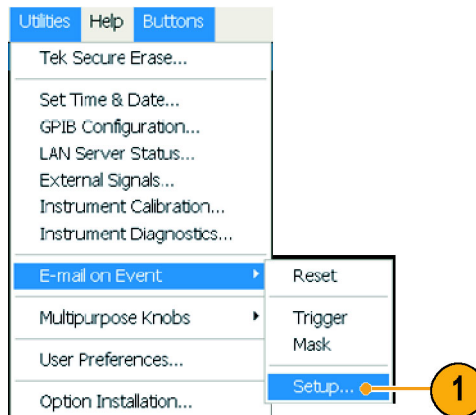 Utilities Help Buttons
Tek Secure Erase...
Set Time & Date...
GPIB Configuration...
LAN Server Status...
External Signals...
Instrument Calibration...
Instrument Diagnostics...
E-mail on Event
Reset
Multipurpose Knobs
Trigger
Mask
User Preferences...
Setup...
1
Option Installation...